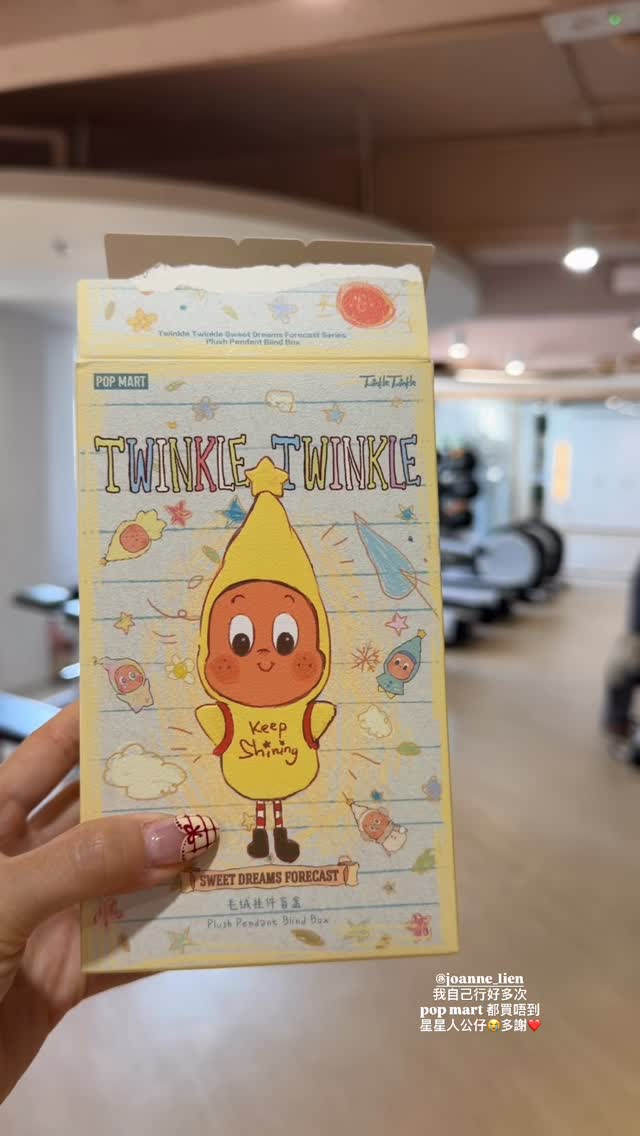 Twinkle Twinkle Sweet Dreams Forecast Series
Plush Pendant Blind Box
POP MART
Twinkle Twinkle
TWINKLE TWINKLE
Keep
Shining
SWEET DREAMS FORECAST
毛绒挂件盲盒
Plush Pendant Blind Box
@joanne_lien
我自己行好多次
pop mart 都買唔到
星星人公仔😭多謝❤️